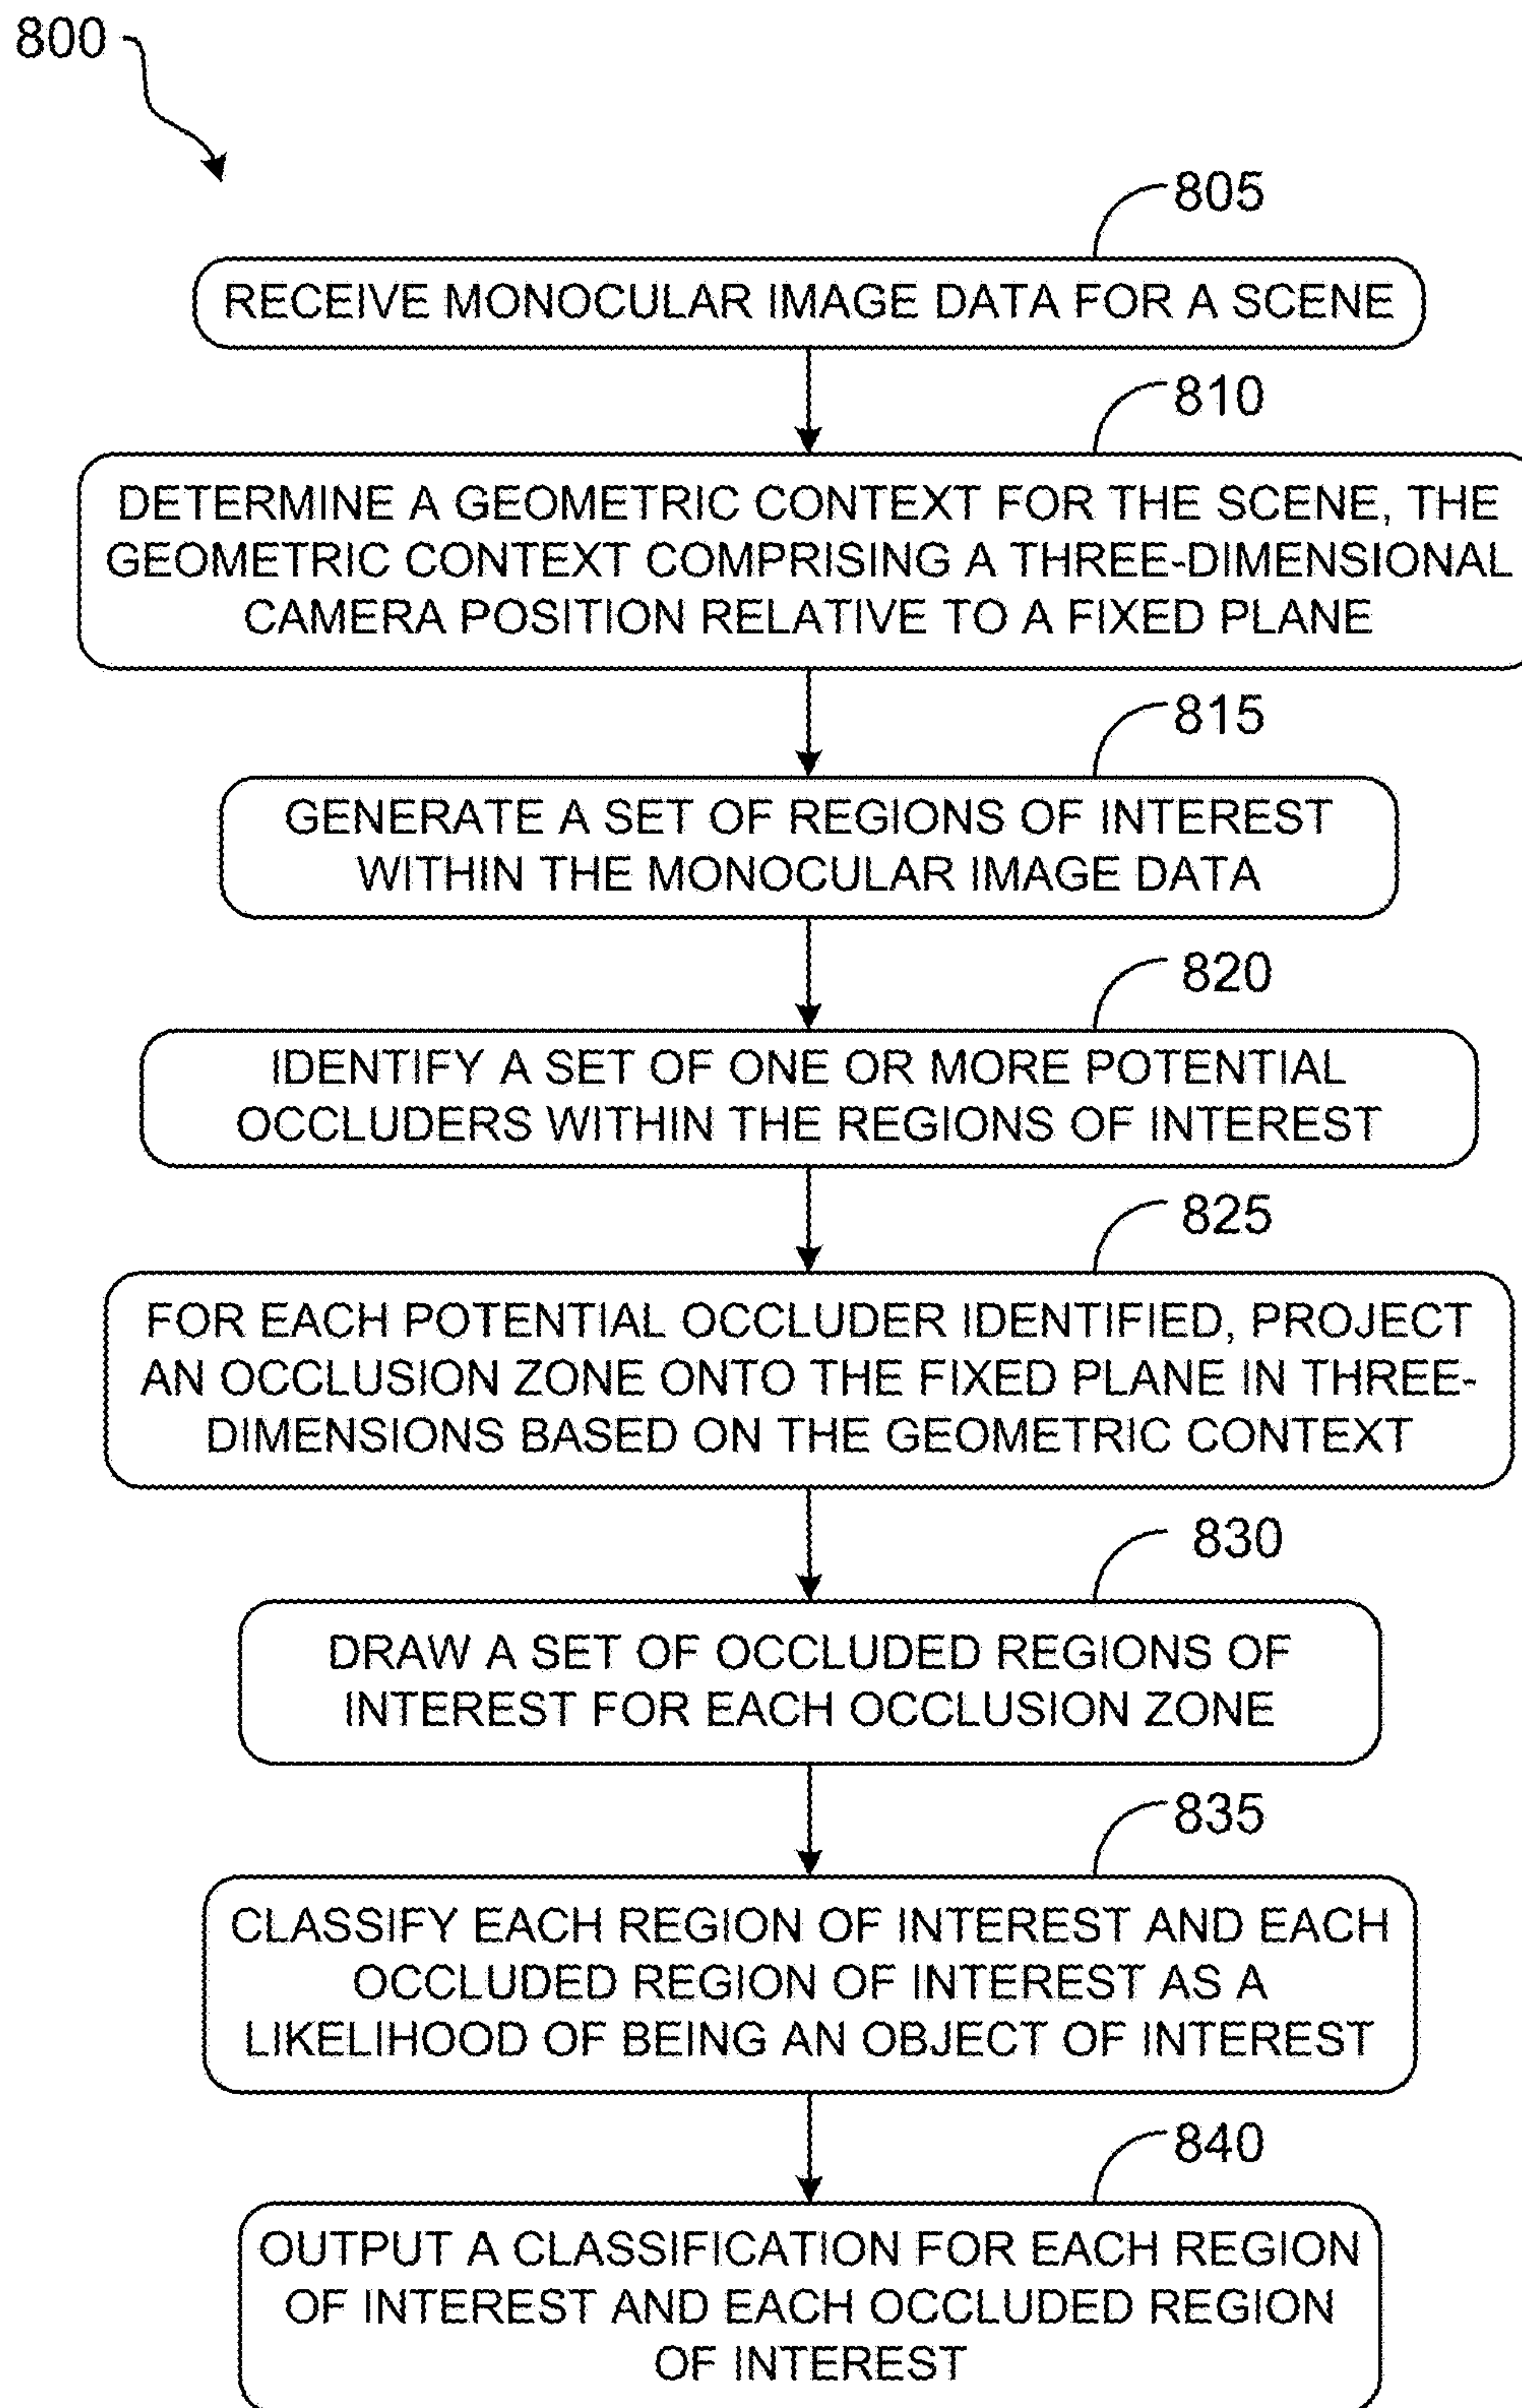 800
805
RECEIVE MONOCULAR IMAGE DATA FOR A SCENE
810
DETERMINE A GEOMETRIC CONTEXT FOR THE SCENE, THE
GEOMETRIC CONTEXT COMPRISING A THREE-DIMENSIONAL
CAMERA POSITION RELATIVE TO A FIXED PLANE
815
GENERATE A SET OF REGIONS OF INTEREST
WITHIN THE MONOCULAR IMAGE DATA
820
IDENTIFY A SET OF ONE OR MORE POTENTIAL
OCCLUDERS WITHIN THE REGIONS OF INTEREST
825
FOR EACH POTENTIAL OCCLUDER IDENTIFIED, PROJECT
AN OCCLUSION ZONE ONTO THE FIXED PLANE IN THREE-
DIMENSIONS BASED ON THE GEOMETRIC CONTEXT
830
DRAW A SET OF OCCLUDED REGIONS OF
INTEREST FOR EACH OCCLUSION ZONE
835
CLASSIFY EACH REGION OF INTEREST AND EACH
OCCLUDED REGION OF INTEREST AS A
LIKELIHOOD OF BEING AN OBJECT OF INTEREST
840
OUTPUT A CLASSIFICATION FOR EACH REGION
OF INTEREST AND EACH OCCLUDED REGION
OF INTEREST